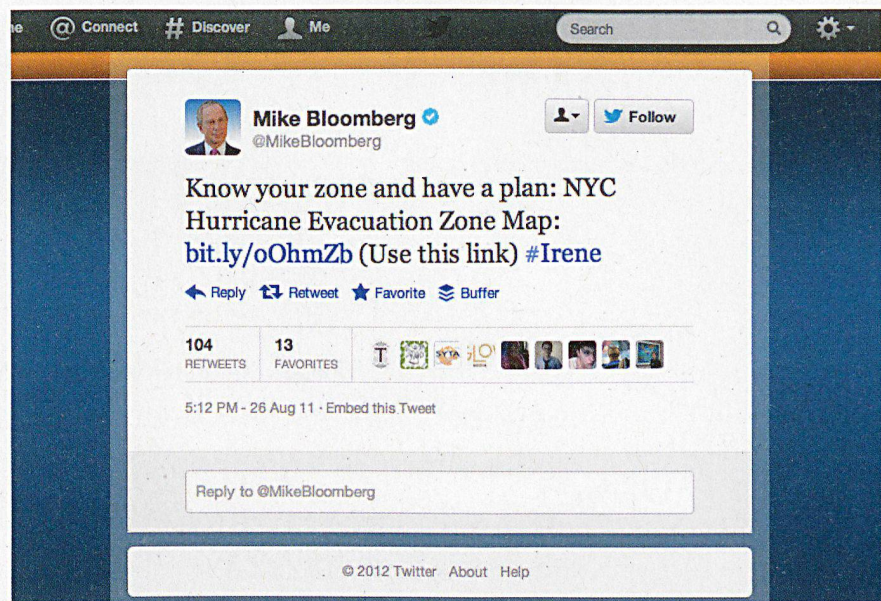 @ Connect # Discover Me Search
Mike Bloomberg
@MikeBloomberg
Follow
Know your zone and have a plan: NYC
Hurricane Evacuation Zone Map:
bit.ly/oOhmZb (Use this link) #Irene
Reply Retweet Favorite Buffer
104 13
RETWEETS FAVORITES
T SYTA
5:12 PM - 26 Aug 11 · Embed this Tweet
Reply to @MikeBloomberg
© 2012 Twitter About Help